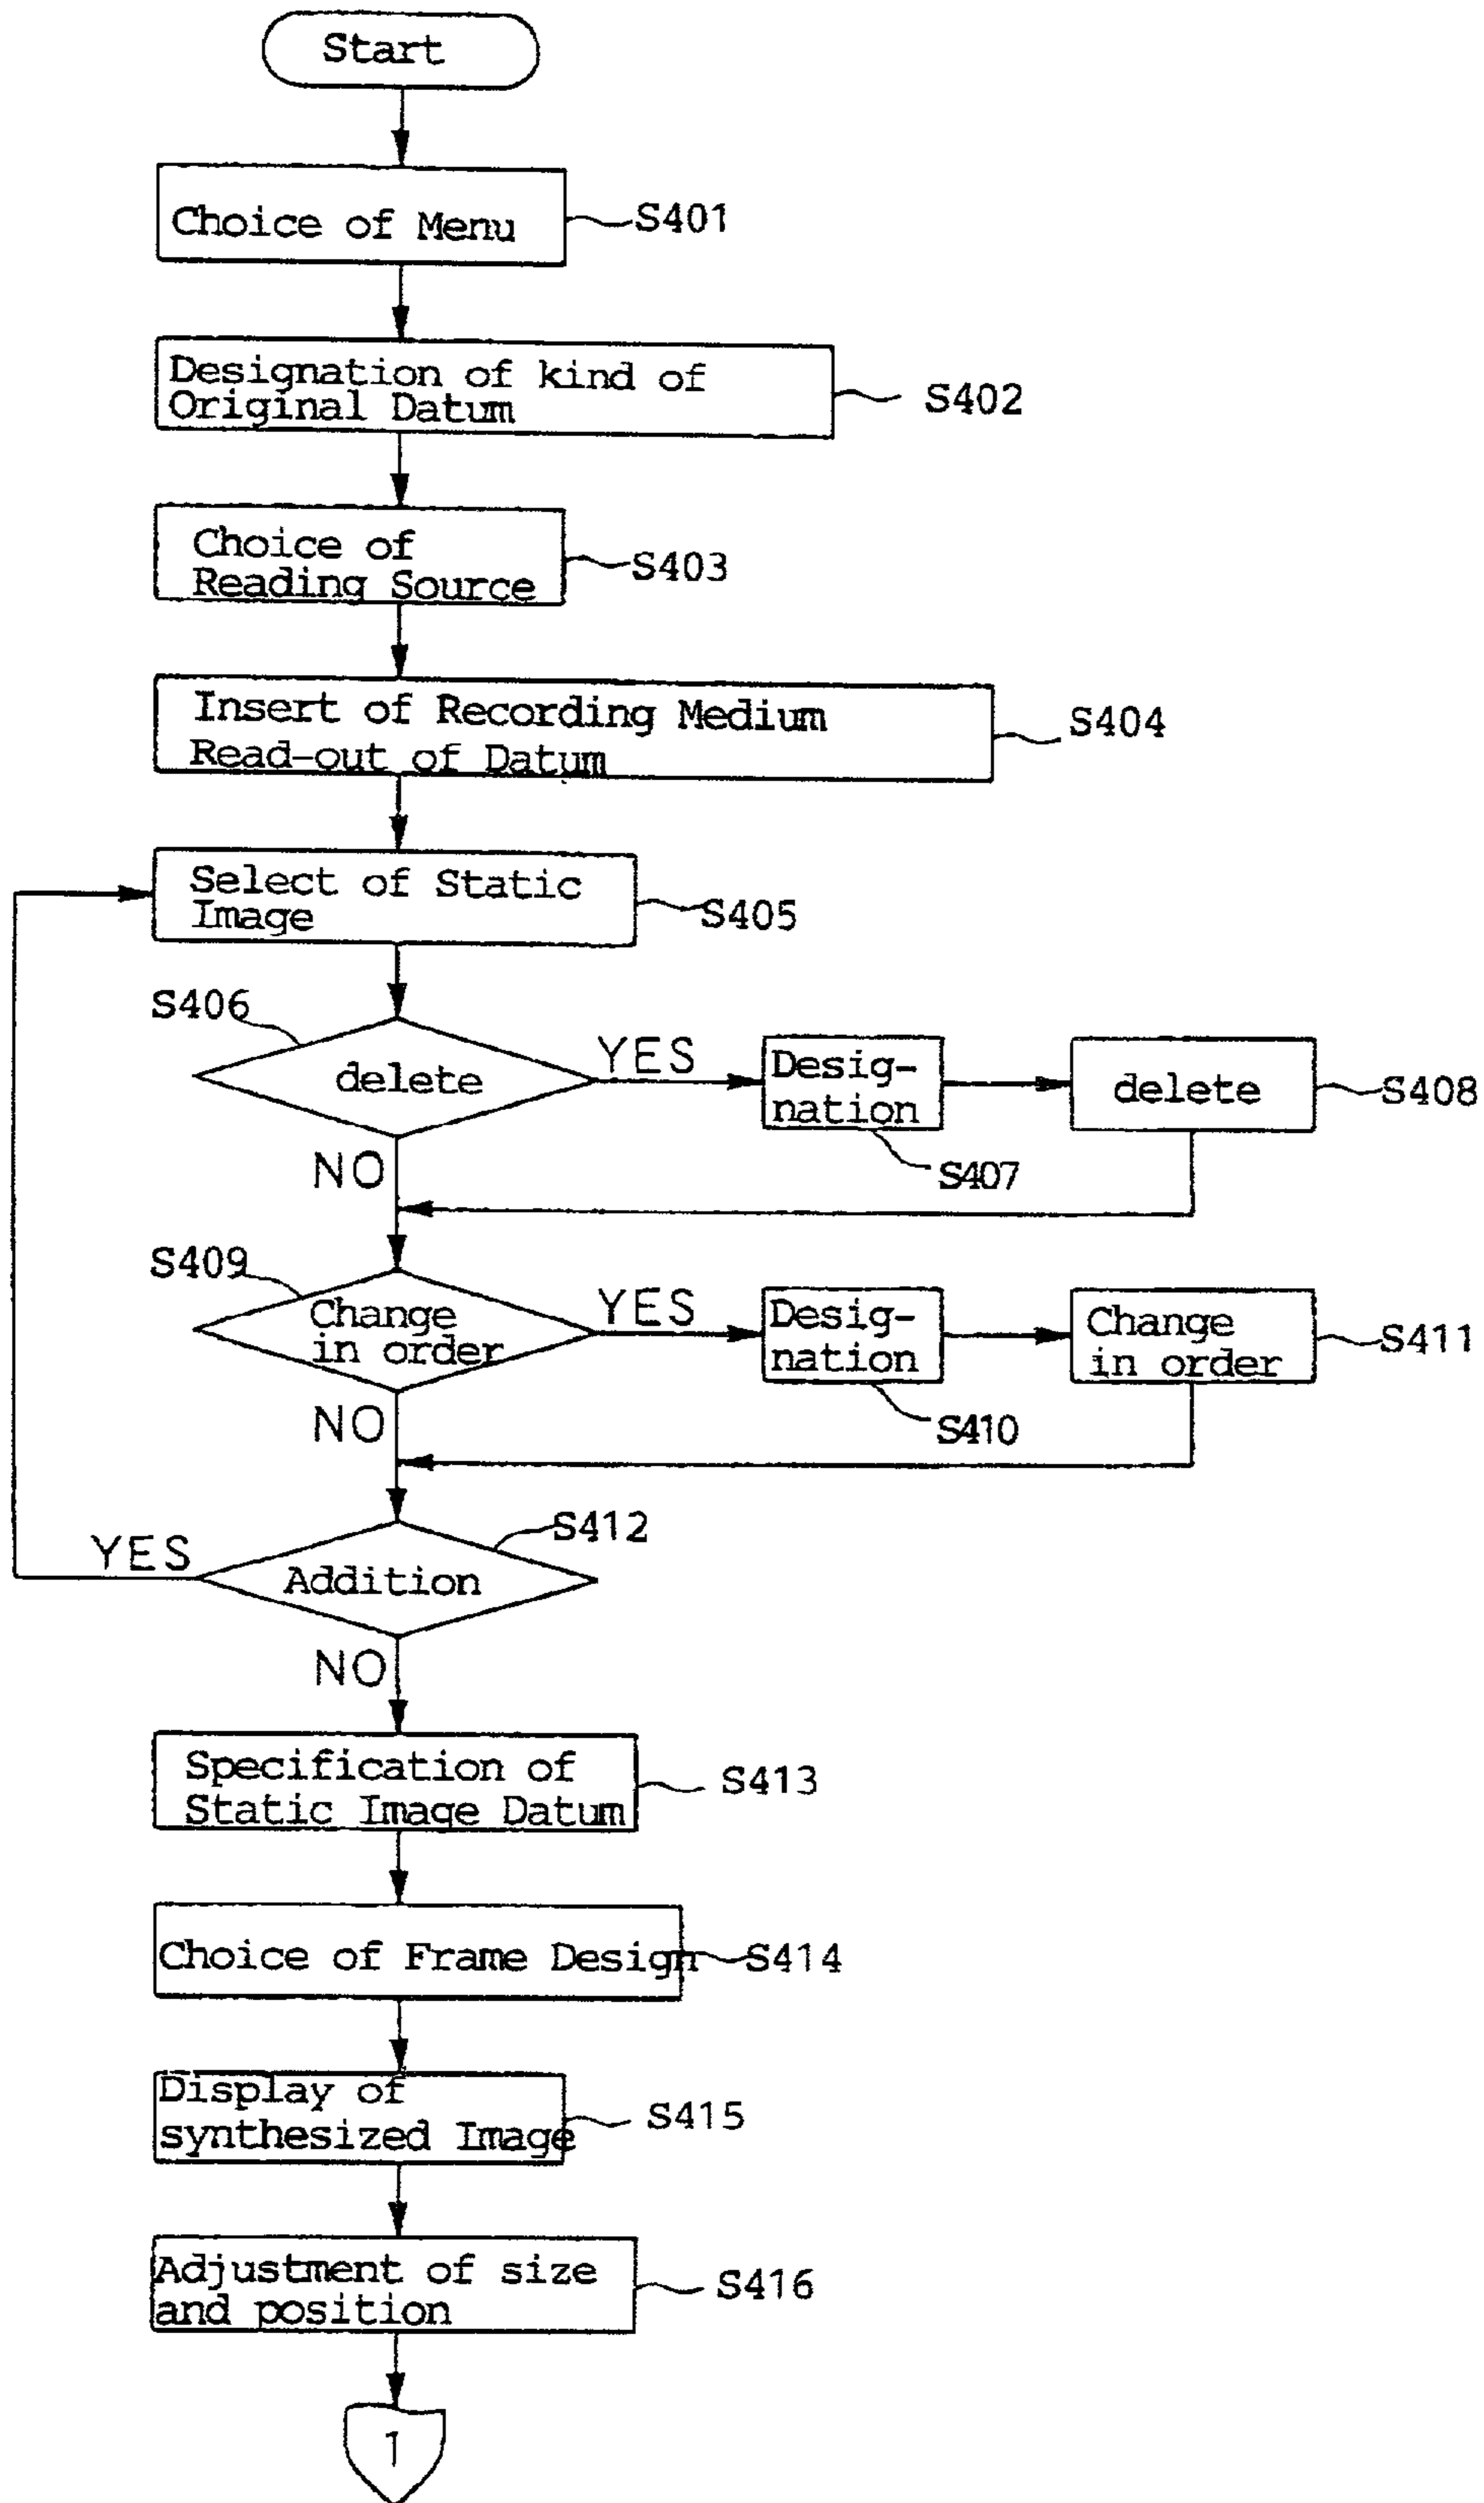 Start
Choice of Menu
S401
Designation of kind of
Original Datum
S402
Choice of
Reading Source
S403
Insert of Recording Medium
Read-out of Datum
S404
Select of Static
Image
S405
S406
delete
YES
Desig-
nation
S407
delete
S408
NO
S409
Change
in order
YES
Desig-
nation
S410
Change
in order
S411
NO
S412
YES
Addition
NO
Specification of
Static Image Datum
S413
Choice of Frame Design
S414
Display of
synthesized Image
S415
Adjustment of size
and position
S416
1